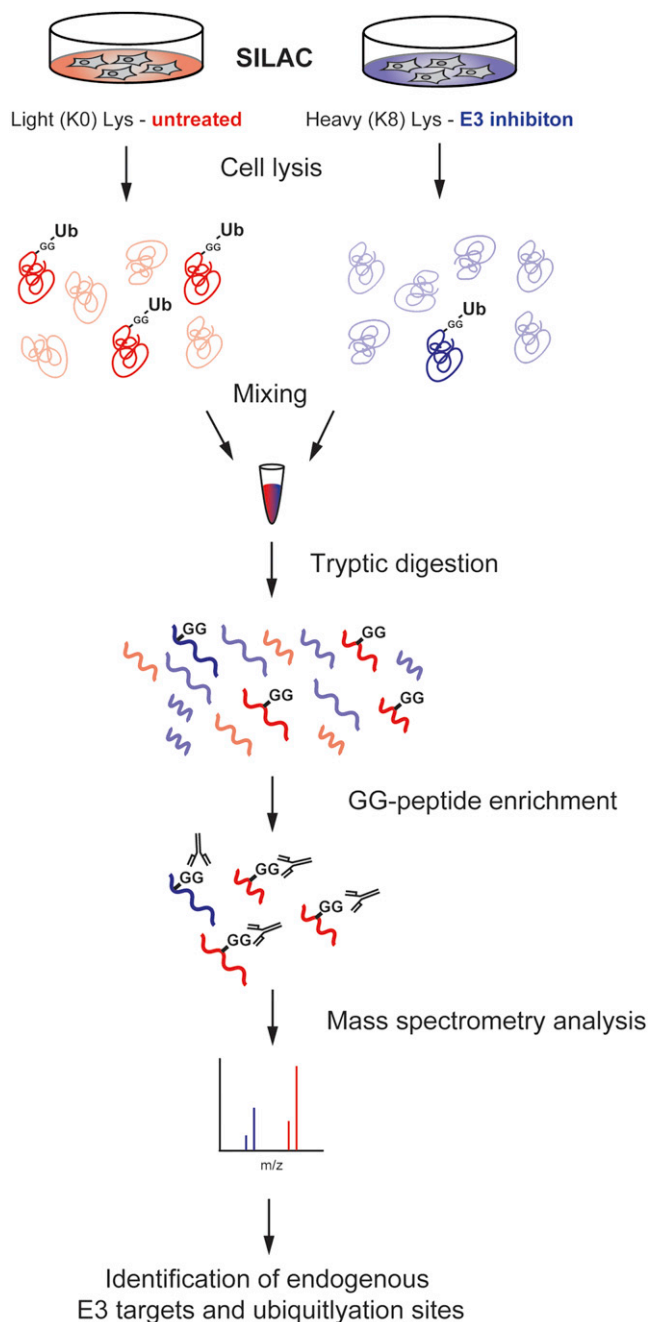 SILAC
Light (K0) Lys - untreated
Heavy (K8) Lys - E3 inhibiton
Cell lysis
Ub
GG
Ub
GG
Ub
GG
Ub
GG
Mixing
Tryptic digestion
GG
GG
GG
GG
GG-peptide enrichment
GG
GG
GG
GG
Mass spectrometry analysis
m/z
Identification of endogenous
E3 targets and ubiquitlyation sites